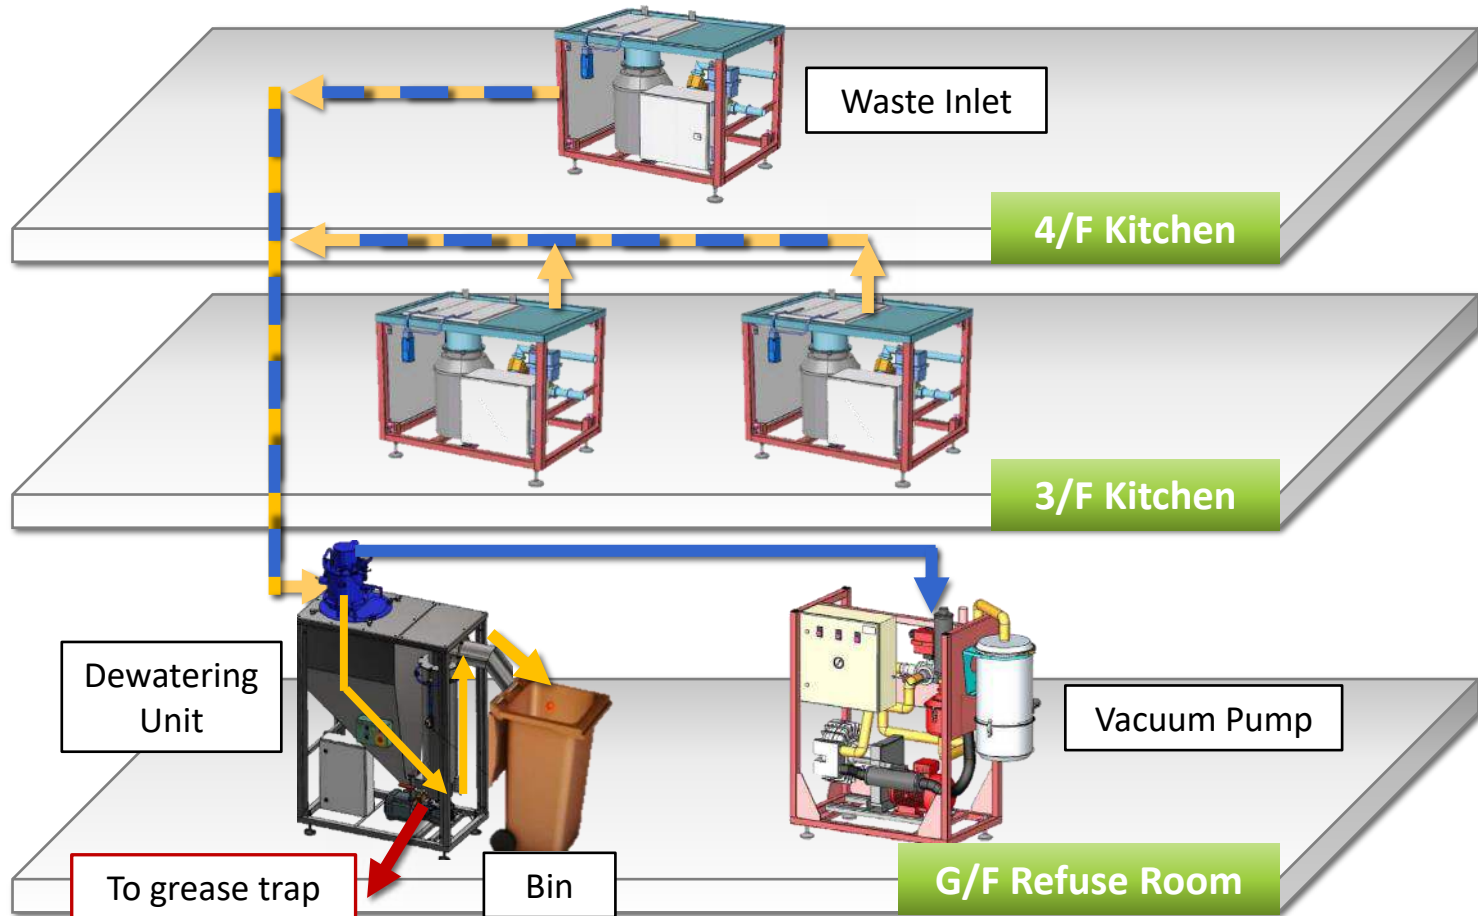 Waste Inlet
4/F Kitchen
3/F Kitchen
Dewatering
Unit
Vacuum Pump
To grease trap
Bin
G/F Refuse Room